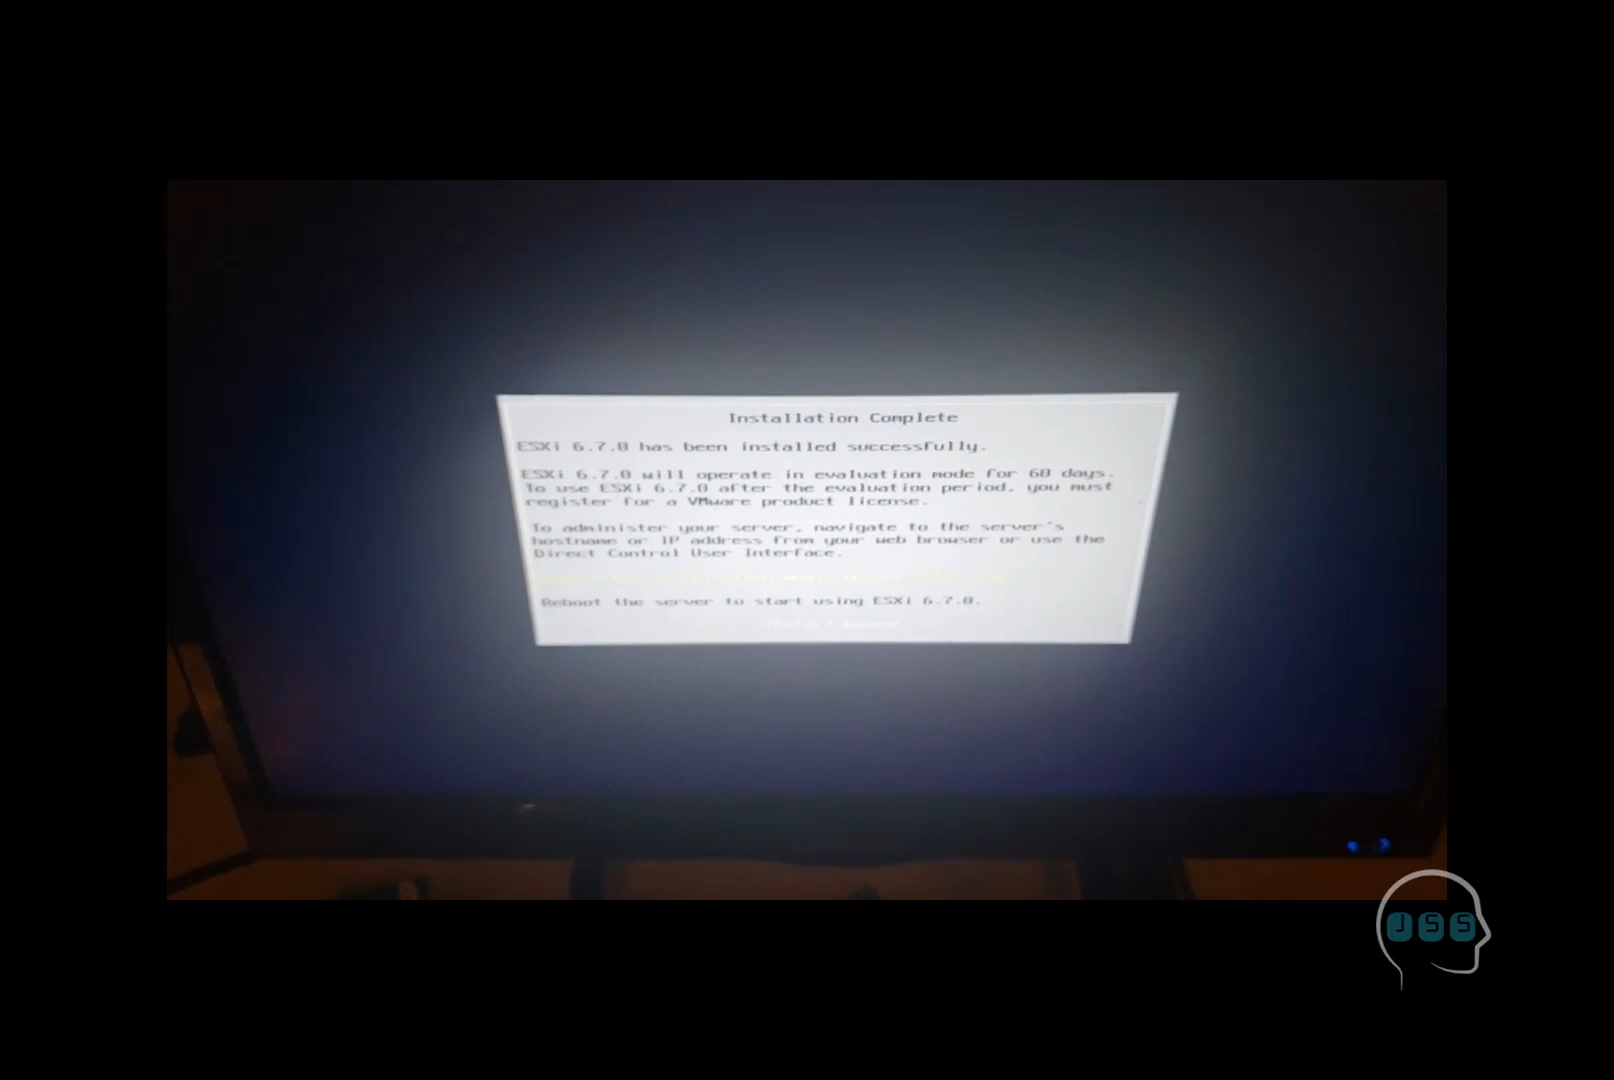 Installation Complete
ESXi 6.7.0 has been installed successfully.
ESXi 6.7.0 will operate in evaluation mode for 60 days.
To use ESXi 6.7.0 after the evaluation period, you must
register for a VMware product license.
To administer your server, navigate to the server's
hostname or IP address from your web browser or use the
Direct Control User Interface.
Reboot the server to start using ESXi 6.7.0.
JSS